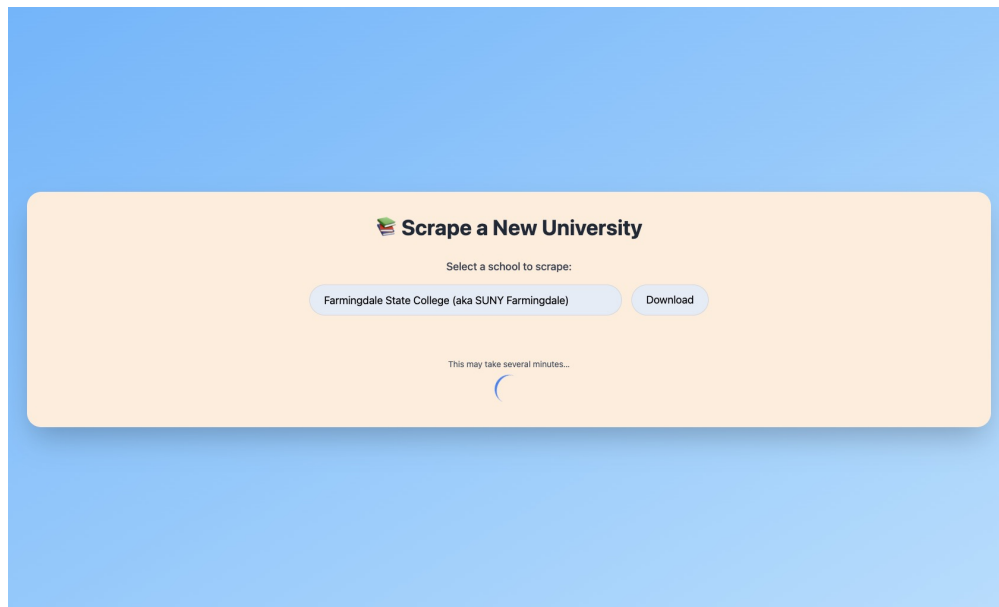 Scrape a New University
Select a school to scrape:
Farmingdale State College (aka SUNY Farmingdale)
Download
This may take several minutes...